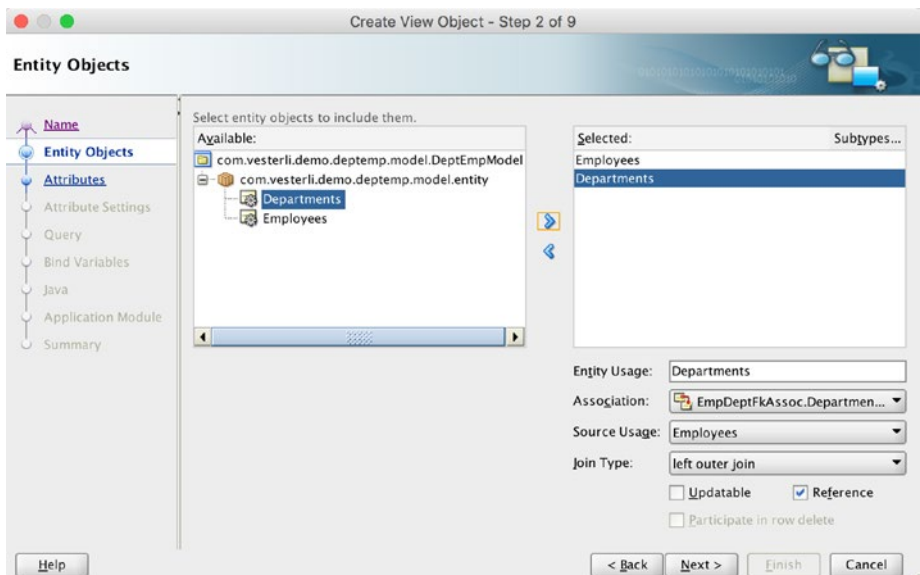 Create View Object - Step 2 of 9
Entity Objects
Name
Entity Objects
Attributes
Attribute Settings
Query
Bind Variables
Java
Application Module
Summary
Select entity objects to include them.
Available:
com.vesterli.demo.deptemp.model.DeptEmpModel
com.vesterli.demo.deptemp.model.entity
Departments
Employees
Selected: Subtypes...
Employees
Departments
Entity Usage: Departments
Association: EmpDeptFkAssoc.Departmen...
Source Usage: Employees
Join Type: left outer join
Updatable Reference
Participate in row delete
Help < Back Next > Finish Cancel